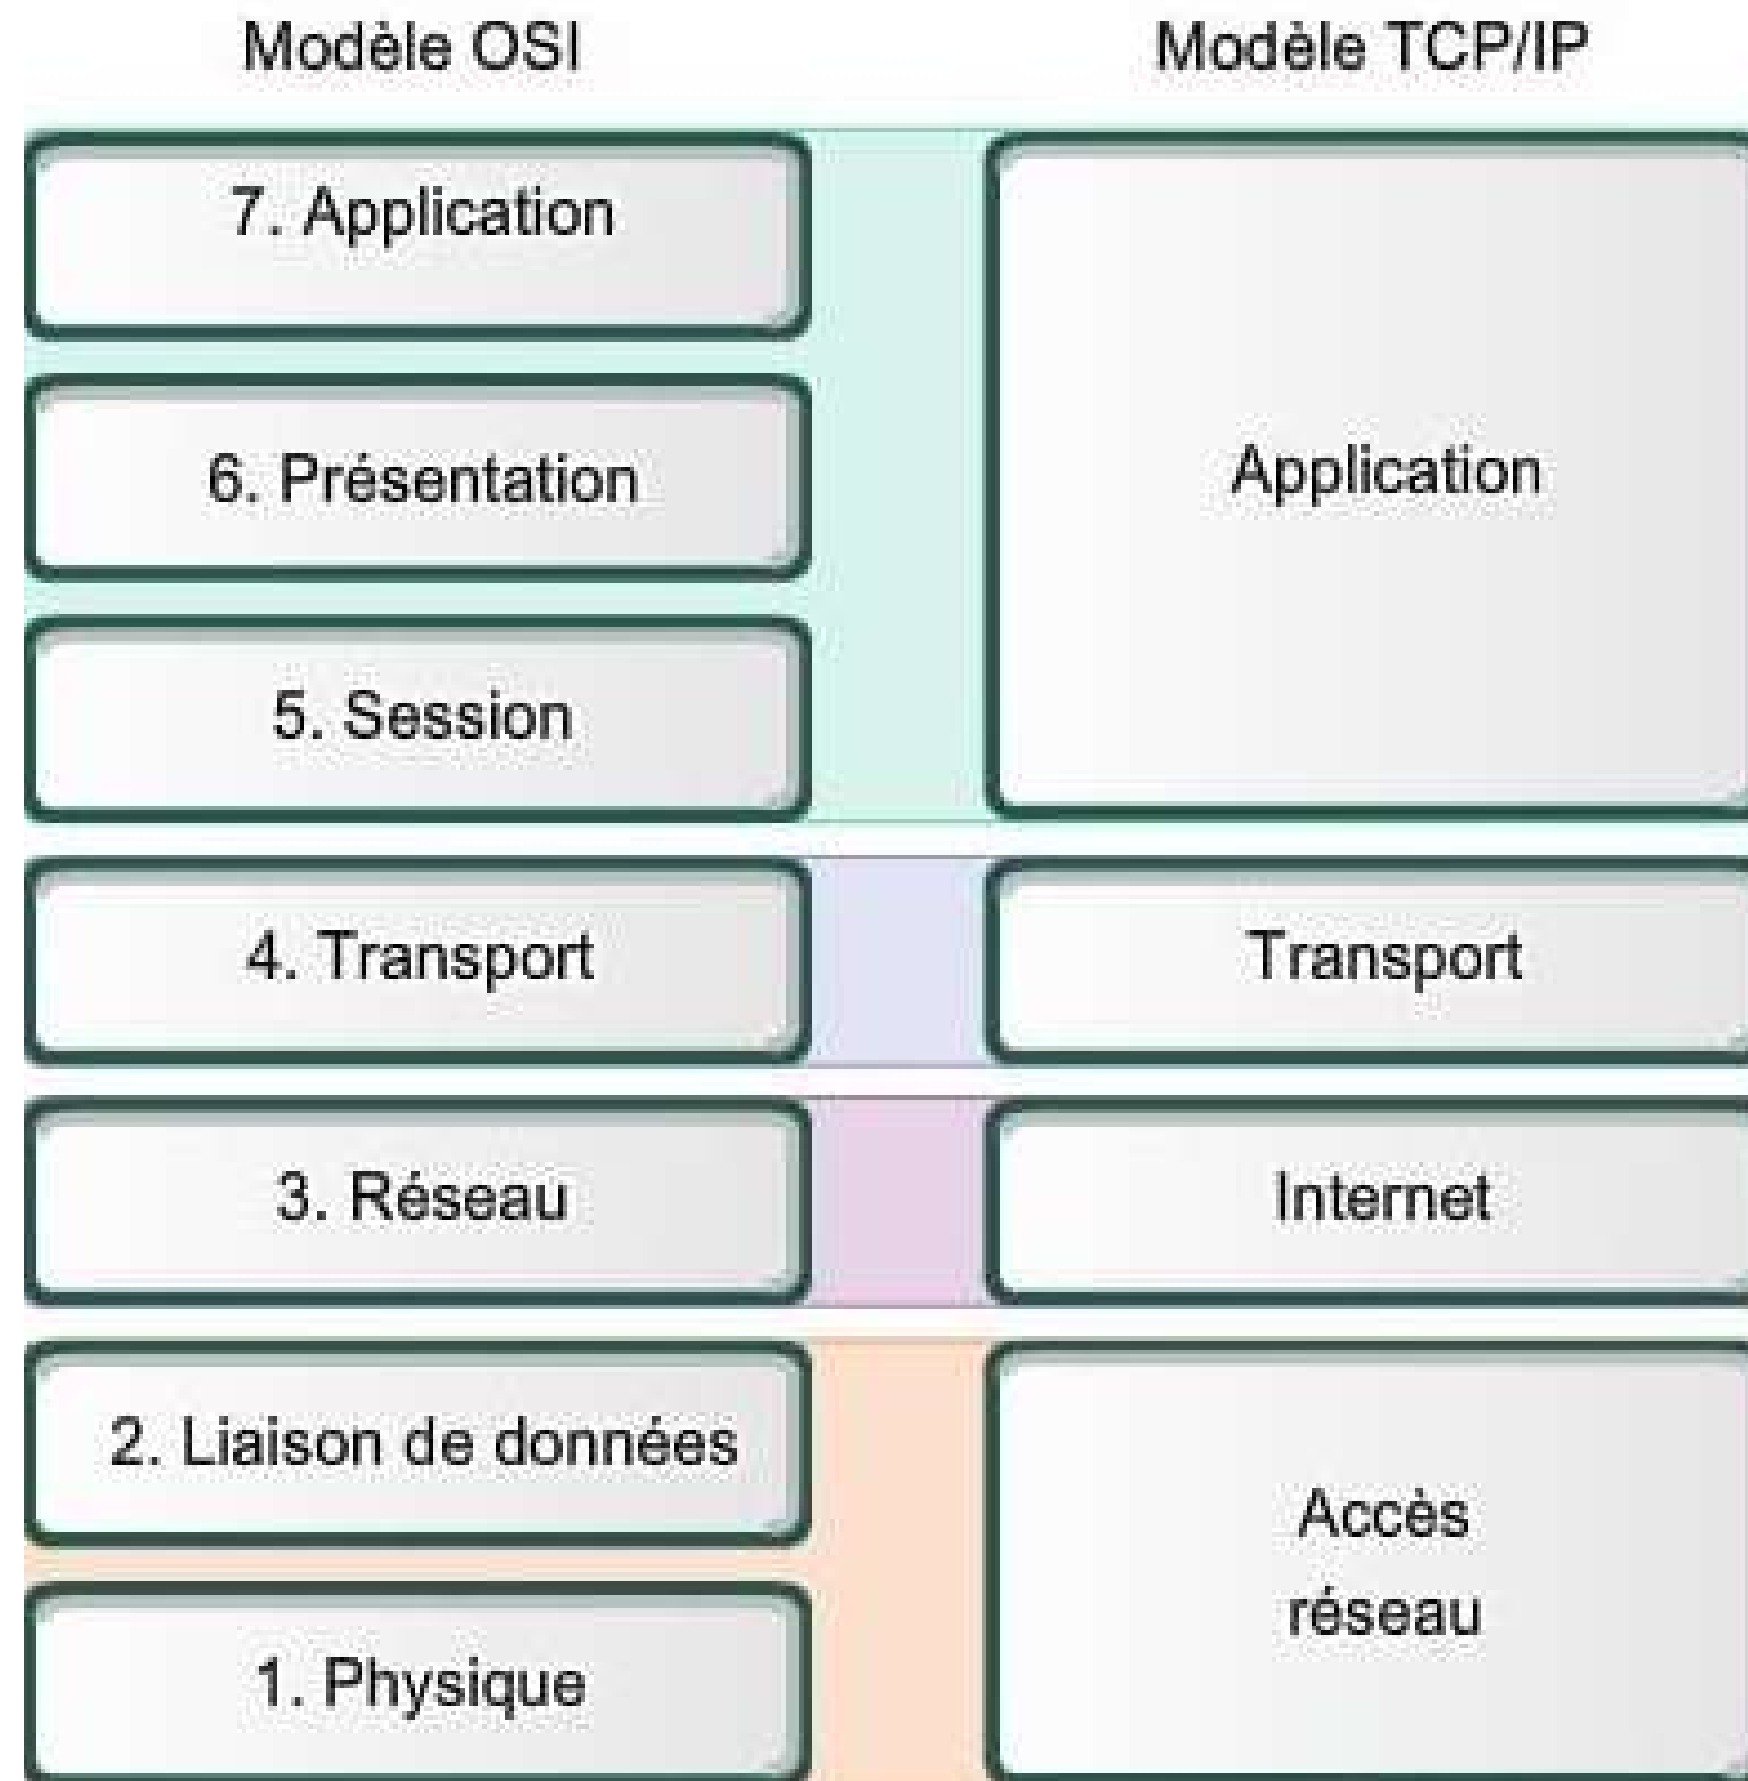 Modèle OSI
Modèle TCP/IP
7. Application
6. Présentation
5. Session
4. Transport
3. Réseau
2. Liaison de données
1. Physique
Application
Transport
Internet
Accès
réseau